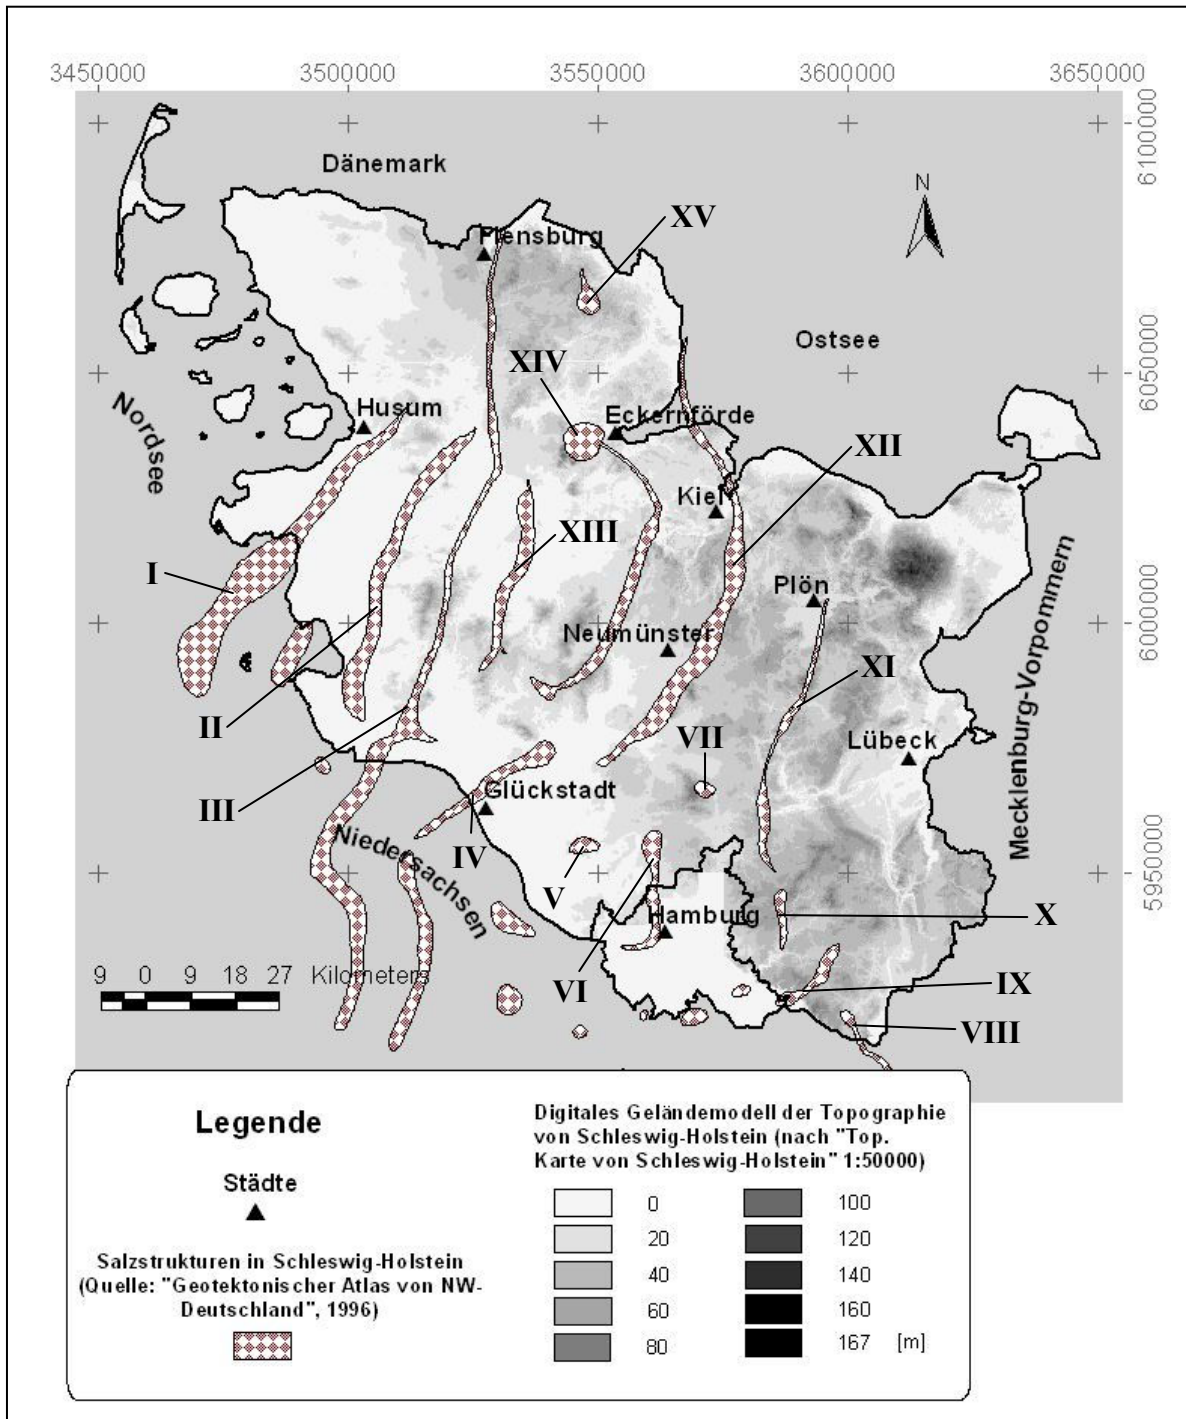 3450000 3500000 3550000 3600000 3650000
6100000
6050000
6000000
5950000
N
Dänemark
XV
Flensburg
Ostsee
XIV
Nordsee
Husum
Eckernförde
XII
Kiel
XIII
I
Plön
Neumünster
Mecklenburg-Vorpommern
XI
II
VII
Lübeck
III
Glückstadt
Niedersachsen
IV
V
Hamburg
X
9 0 9 18 27 Kilometers
VI
IX
VIII
Legende
Städte
Salzstrukturen in Schleswig-Holstein
(Quelle: "Geotektonischer Atlas von NW-
Deutschland", 1996)
Digitales Geländemodell der Topographie
von Schleswig-Holstein (nach "Top.
Karte von Schleswig-Holstein" 1:50000)
0 100
20 120
40 140
60 160
80 167 [m]